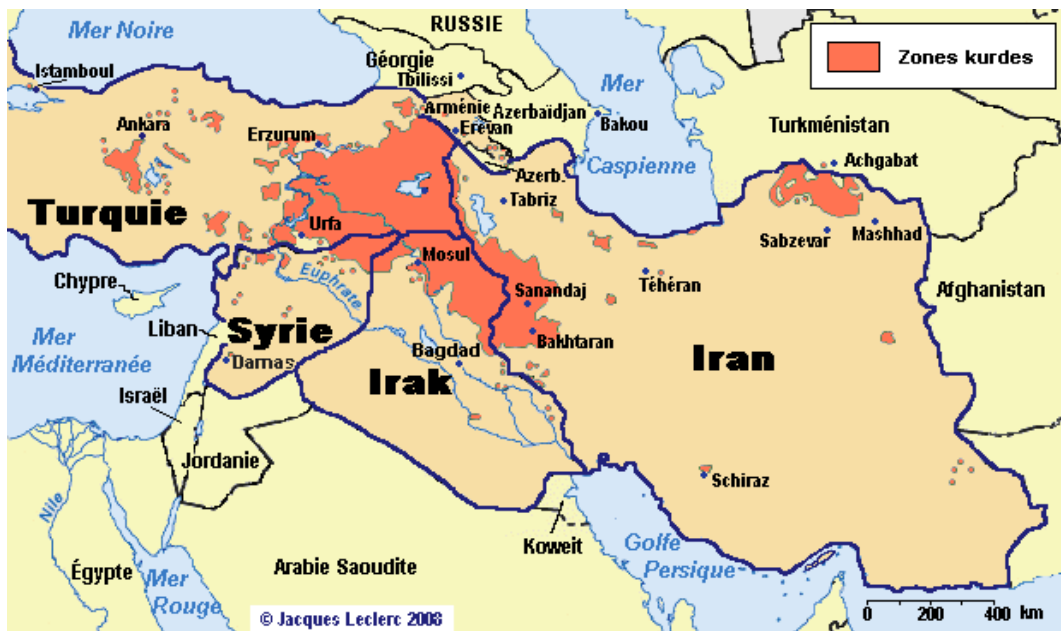 RUSSIE
Mer Noire
Zones kurdes
Géorgie
Tbilissi
Istamboul
Mer
Caspienne
Arménie
Azerbaïdjan
Bakou
Turkménistan
Ankara
Erzurum
Erévan
Achgabat
Azerb.
Tabriz
Turquie
Urfa
Sabzevar
Mashhad
Mosul
Téhéran
Chypre
Euphrate
Sanandaj
Afghanistan
Liban
Syrie
Mer
Méditerranée
Bakhtaran
Damas
Bagdad
Iran
Irak
Israël
Jordanie
Schiraz
Nile
Koweit
Golfe
Persique
Égypte
Mer
Rouge
Arabie Saoudite
0 200 400 km
© Jacques Leclerc 2008